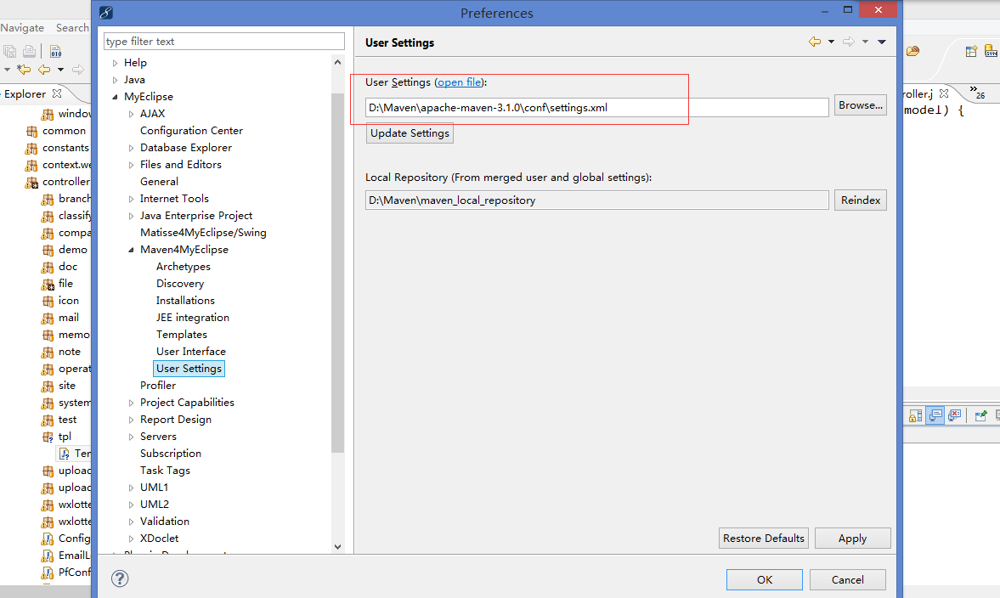 Preferences
Navigate Search
Explorer
window
common
constants
context.we
controller
branch
classify
compa
demo
doc
file
icon
mail
memo
note
operat
site
system
test
tpl
Ten
upload
upload
wxlotte
wxlotte
Config
EmailL
PfConf
type filter text
Help
Java
MyEclipse
AJAX
Configuration Center
Database Explorer
Files and Editors
General
Internet Tools
Java Enterprise Project
Matisse4MyEclipse/Swing
Maven4MyEclipse
Archetypes
Discovery
Installations
JEE integration
Templates
User Interface
User Settings
Profiler
Project Capabilities
Report Design
Servers
Subscription
Task Tags
UML1
UML2
Validation
XDoclet
User Settings
User Settings (open file):
D:\Maven\apache-maven-3.1.0\conf\settings.xml
Browse...
Update Settings
Local Repository (From merged user and global settings):
D:\Maven\maven_local_repository
Reindex
Restore Defaults Apply
OK Cancel
roller.j
26
model) {